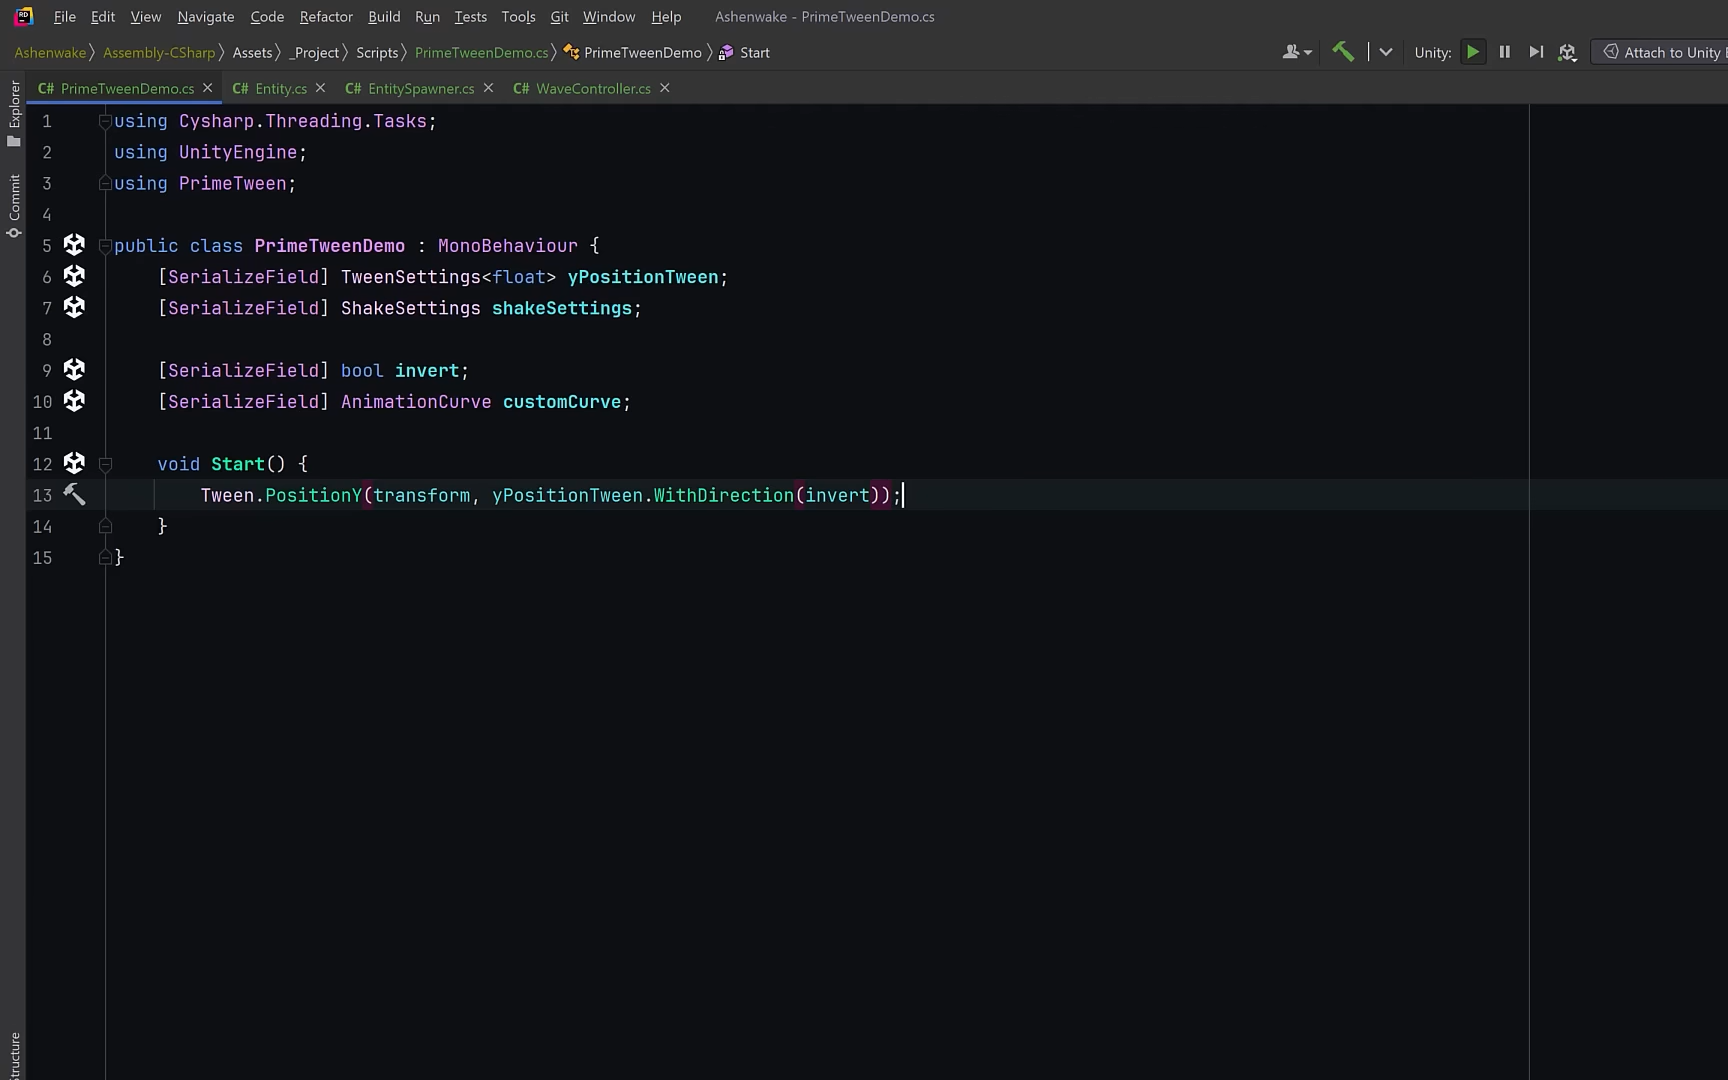 RD File Edit View Navigate Code Refactor Build Run Tests Tools Git Window Help Ashenwake - PrimeTweenDemo.cs
Ashenwake Assembly-CSharp Assets _Project Scripts PrimeTweenDemo.cs PrimeTweenDemo Start Unity: Attach to Unity
C# PrimeTweenDemo.cs C# Entity.cs C# EntitySpawner.cs C# WaveController.cs
Explorer
Commit
Structure
1 using Cysharp.Threading.Tasks;
2 using UnityEngine;
3 using PrimeTween;
4
5 public class PrimeTweenDemo : MonoBehaviour {
6 [SerializeField] TweenSettings<float> yPositionTween;
7 [SerializeField] ShakeSettings shakeSettings;
8
9 [SerializeField] bool invert;
10 [SerializeField] AnimationCurve customCurve;
11
12 void Start() {
13 Tween.PositionY(transform, yPositionTween.WithDirection(invert));
14 }
15 }